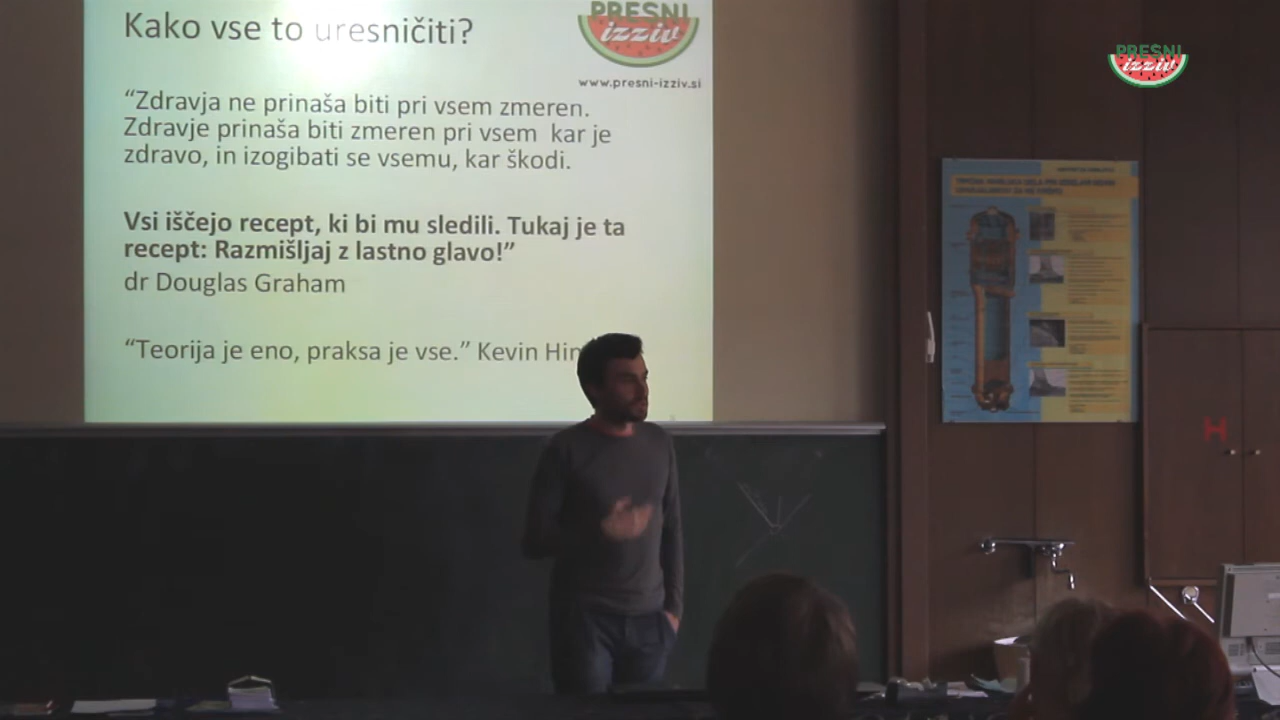 Kako vse to uresničiti?
PRESNI
izziv
www.presni-izziv.si
“Zdravja ne prinaša biti pri vsem zmeren.
Zdravje prinaša biti zmeren pri vsem kar je
zdravo, in izogibati se vsemu, kar škodi.
Vsi iščejo recept, ki bi mu sledili. Tukaj je ta
recept: Razmišljaj z lastno glavo!”
dr Douglas Graham
“Teorija je eno, praksa je vse.” Kevin
PRESNI
izziv
H